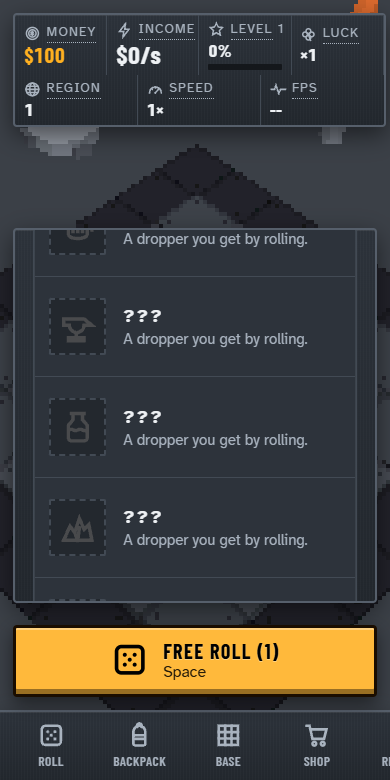 MONEY INCOME LEVEL 1 LUCK
$100 $0/s 0% ×1
REGION SPEED FPS
1 1× --
A dropper you get by rolling.
???
A dropper you get by rolling.
???
A dropper you get by rolling.
???
A dropper you get by rolling.
FREE ROLL (1)
Space
ROLL BACKPACK BASE SHOP